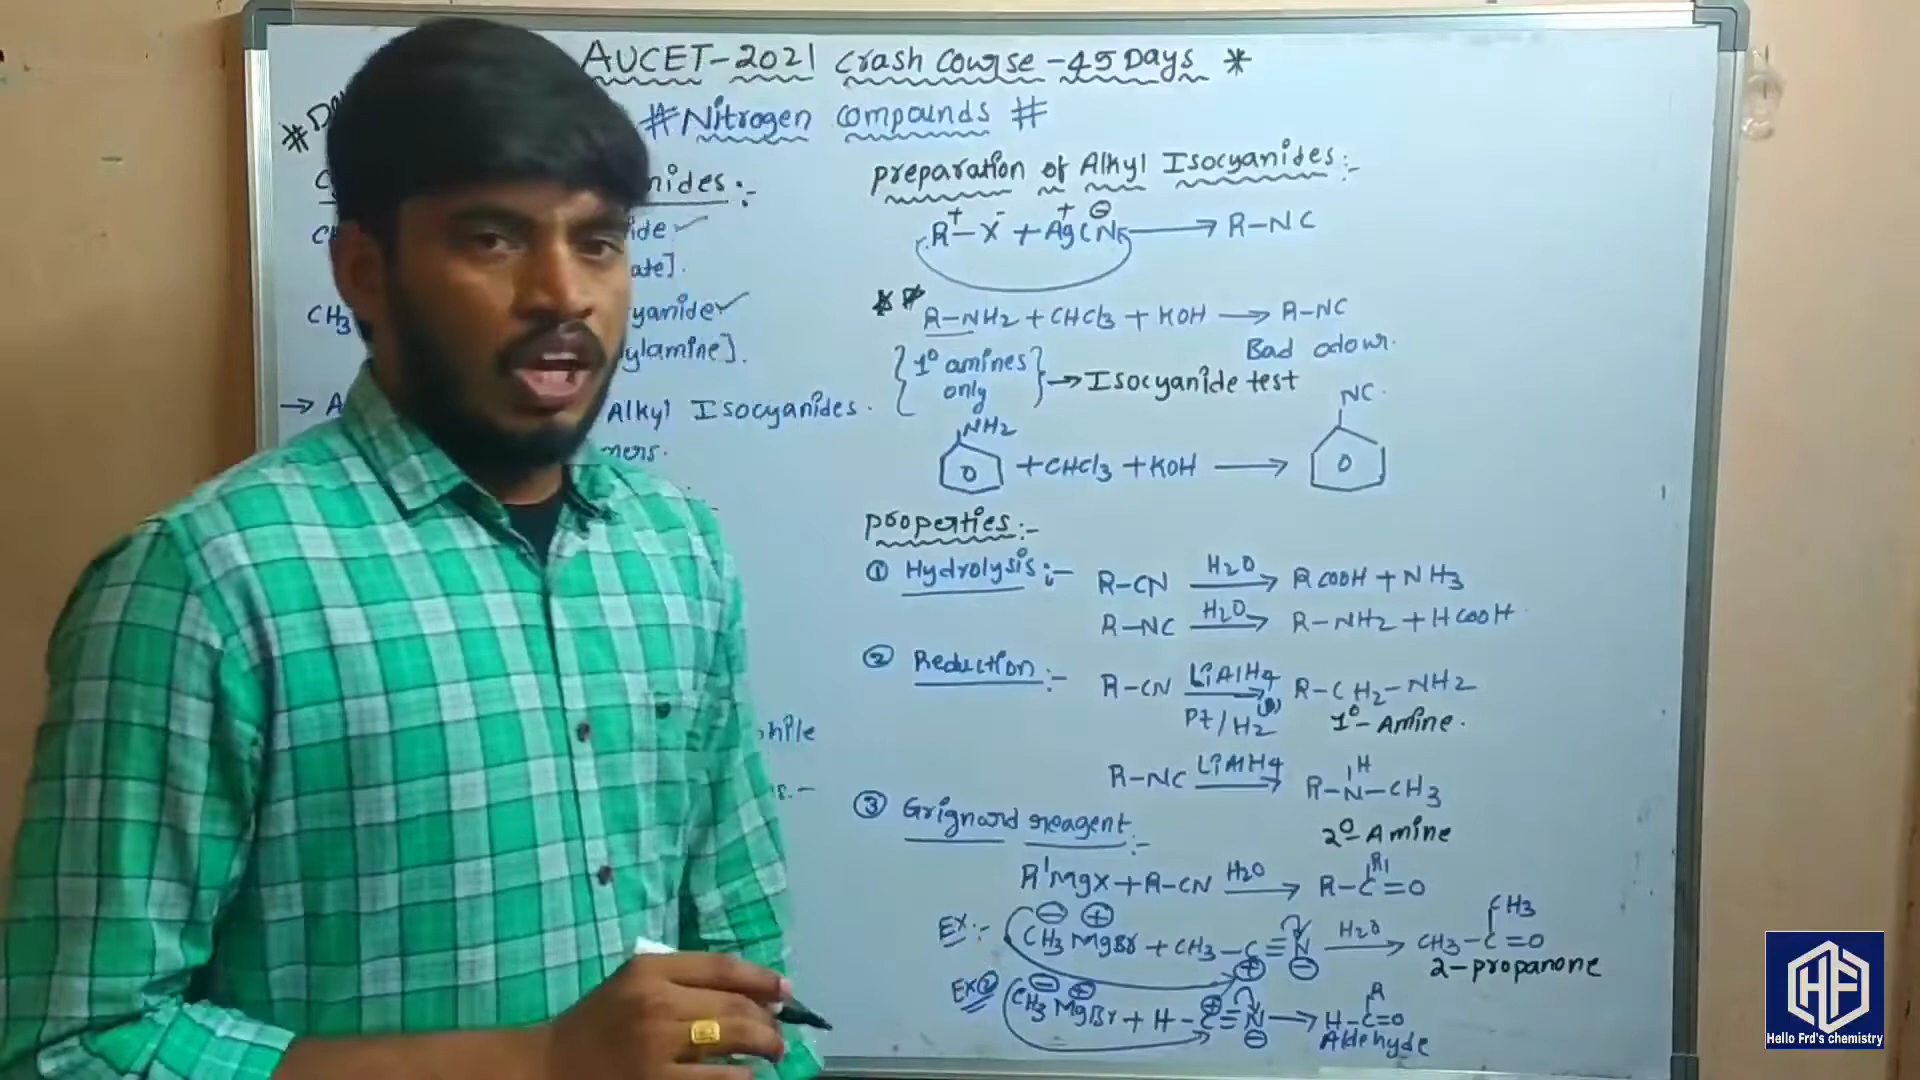 AUCET-2021 Crash Course -45 Days *
# Nitrogen Compounds #
preparation of Alkyl Isocyanides:-
R-X + AgCN → R-NC
R-NH2 + CHCl3 + KOH → R-NC
Bad odour.
{1° amines only} → Isocyanide test
NH2 + CHCl3 + KOH → NC
Alkyl Isocyanides.
properties:-
① Hydrolysis:- R-CN H2O → RCOOH + NH3
R-NC H2O → R-NH2 + HCOOH
② Reduction:- R-CN LiAlH4 Pt/H2 → R-CH2-NH2
1°- Amine.
R-NC LiAlH4 → R-N-CH3 H
2° Amine
③ Grignard reagent:-
R'MgX + R-CN H2O → R-C=O R1
Ex:- CH3 MgBr + CH3-C≡N H2O → CH3-C=O CH3
2-propanone
Ex② CH3 MgBr + H-C≡N → H-C=O R
Aldehyde
HF
Hello Frd's chemistry